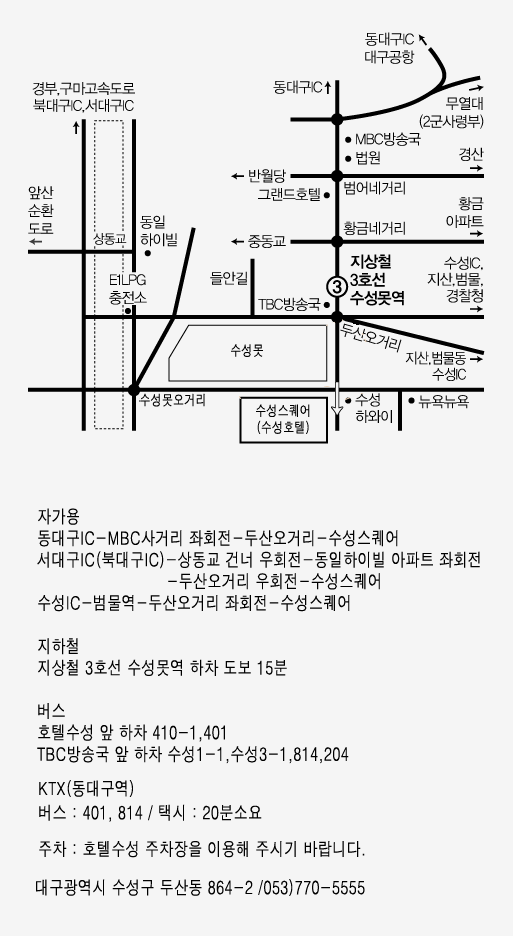 동대구IC
대구공항
경부,구마고속도로
북대구IC,서대구IC
동대구IC
무열대
(2군사령부)
MBC방송국
법원
경산
반월당
그랜드호텔
범어네거리
앞산
순환
도로
황금
아파트
동일
하이빌
상동교
중동교
황금네거리
지상철
3호선
수성못역
3
수성IC,
지산,범물,
경찰청
E1LPG
충전소
들안길
TBC방송국
두산오거리
수성못
지산,범물동
수성IC
수성못오거리
수성스퀘어
(수성호텔)
수성
하와이
뉴욕뉴욕
자가용
동대구IC-MBC사거리 좌회전-두산오거리-수성스퀘어
서대구IC(북대구IC)-상동교 건너 우회전-동일하이빌 아파트 좌회전
-두산오거리 우회전-수성스퀘어
수성IC-범물역-두산오거리 좌회전-수성스퀘어
지하철
지상철 3호선 수성못역 하차 도보 15분
버스
호텔수성 앞 하차 410-1,401
TBC방송국 앞 하차 수성1-1,수성3-1,814,204
KTX(동대구역)
버스 : 401, 814 / 택시 : 20분소요
주차 : 호텔수성 주차장을 이용해 주시기 바랍니다.
대구광역시 수성구 두산동 864-2 /053)770-5555